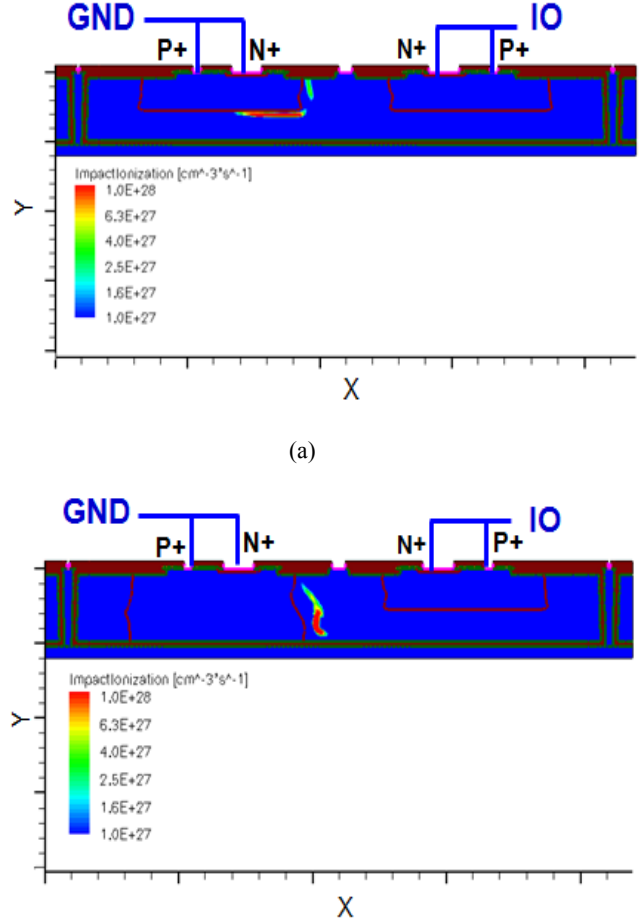 GND
IO
P+
N+
N+
P+
ImpactIonization [cm^-3*s^-1]
1.0E+28
6.3E+27
4.0E+27
2.5E+27
1.6E+27
1.0E+27
Y
X
(a)
GND
IO
P+
N+
N+
P+
ImpactIonization [cm^-3*s^-1]
1.0E+28
6.3E+27
4.0E+27
2.5E+27
1.6E+27
1.0E+27
Y
X